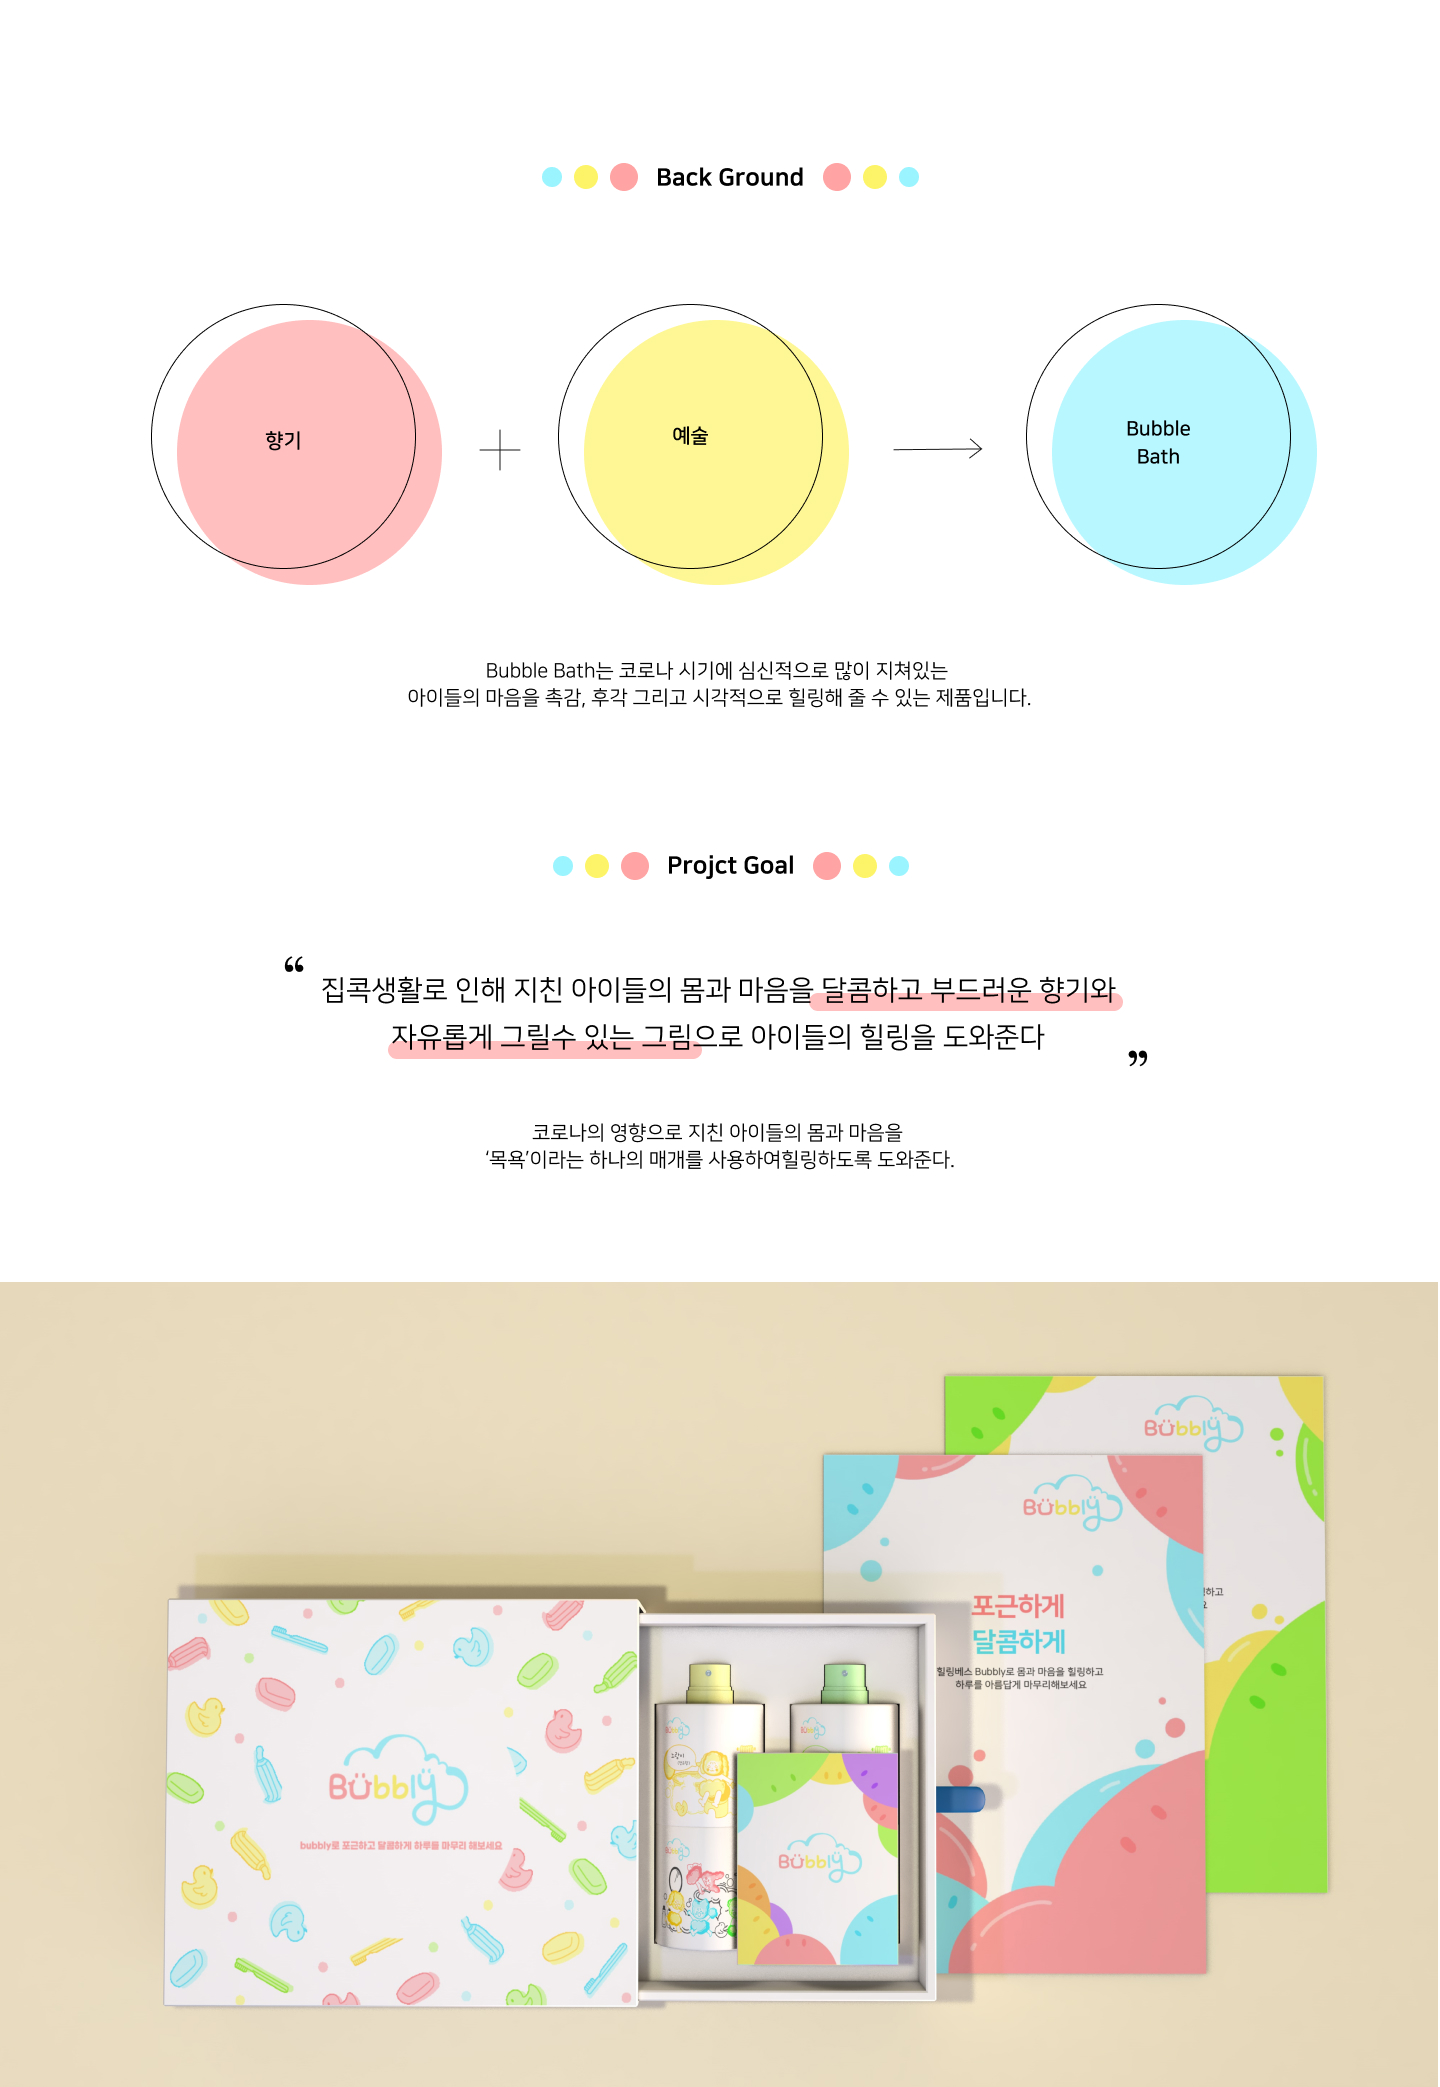 Back Ground
향기
예술
Bubble
Bath
Bubble Bath는 코로나 시기에 심신적으로 많이 지쳐있는
아이들의 마음을 촉감, 후각 그리고 시각적으로 힐링해 줄 수 있는 제품입니다.
Projct Goal
“ 집콕생활로 인해 지친 아이들의 몸과 마음을 달콤하고 부드러운 향기와
자유롭게 그릴수 있는 그림으로 아이들의 힐링을 도와준다 ”
코로나의 영향으로 지친 아이들의 몸과 마음을
‘목욕’이라는 하나의 매개를 사용하여힐링하도록 도와준다.
Bubbly
Bubbly
하고
요
포근하게
달콤하게
힐링베스 Bubbly로 몸과 마음을 힐링하고
하루를 아름답게 마무리해보세요
Bubbly
bubbly로 포근하고 달콤하게 하루를 마무리 해보세요
Bubbly
Bubbly
Bubbly
Bubbly